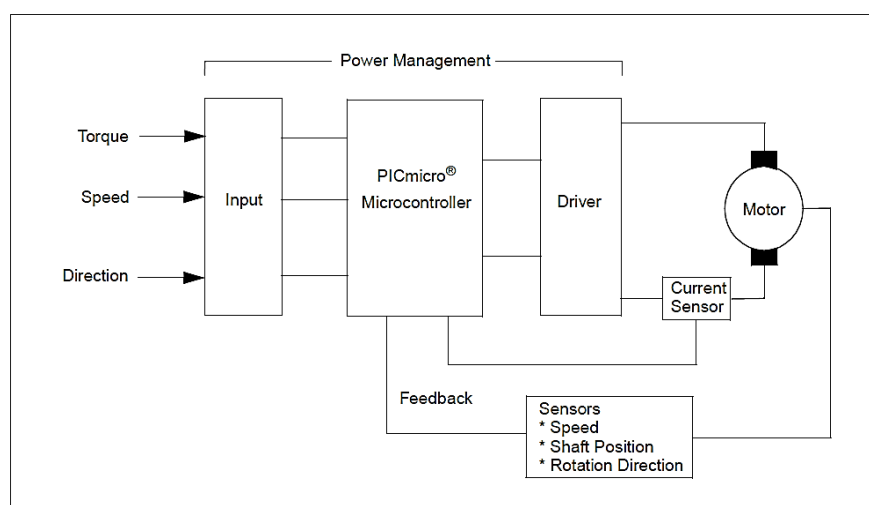 Power Management
Torque
Speed
Direction
Input
PICmicro®
Microcontroller
Driver
Motor
Current
Sensor
Feedback
Sensors
* Speed
* Shaft Position
* Rotation Direction